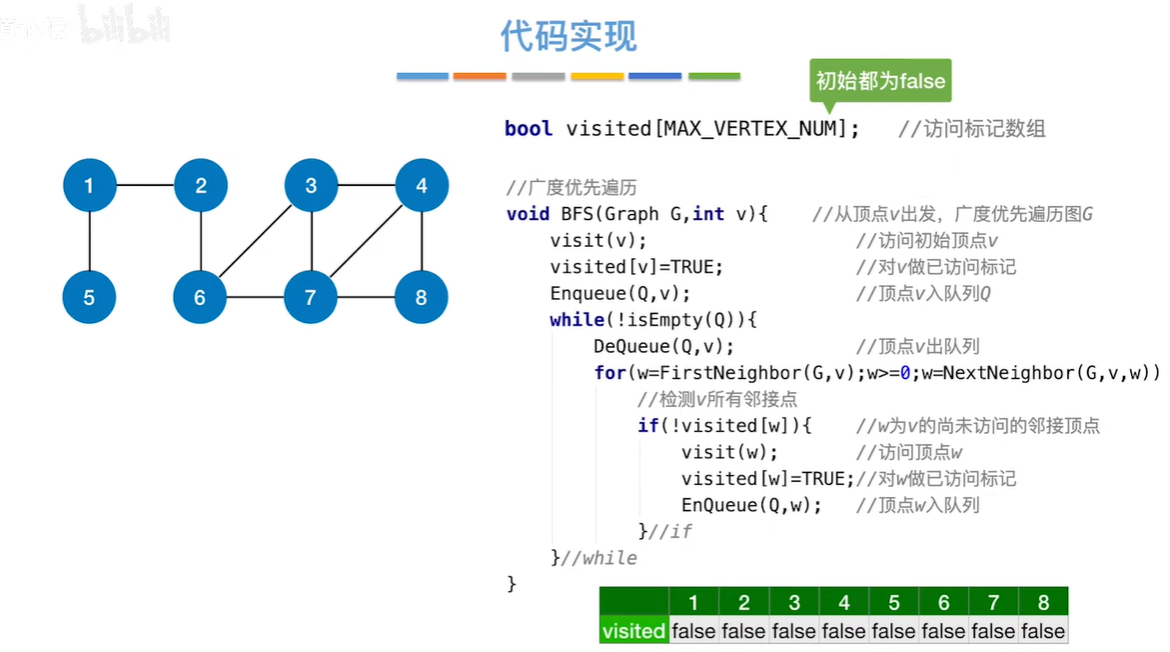 bilibili
代码实现
初始都为false
bool visited[MAX_VERTEX_NUM]; //访问标记数组
1 2 3 4
5 6 7 8
//广度优先遍历
void BFS(Graph G,int v){ //从顶点v出发，广度优先遍历图G
visit(v); //访问初始顶点v
visited[v]=TRUE; //对v做已访问标记
Enqueue(Q,v); //顶点v入队列Q
while(!isEmpty(Q)){
DeQueue(Q,v); //顶点v出队列
for(w=FirstNeighbor(G,v);w>=0;w=NextNeighbor(G,v,w))
//检测v所有邻接点
if(!visited[w]){ //w为v的尚未访问的邻接顶点
visit(w); //访问顶点w
visited[w]=TRUE;//对w做已访问标记
EnQueue(Q,w); //顶点w入队列
}//if
}//while
}
1 2 3 4 5 6 7 8
visited false false false false false false false false